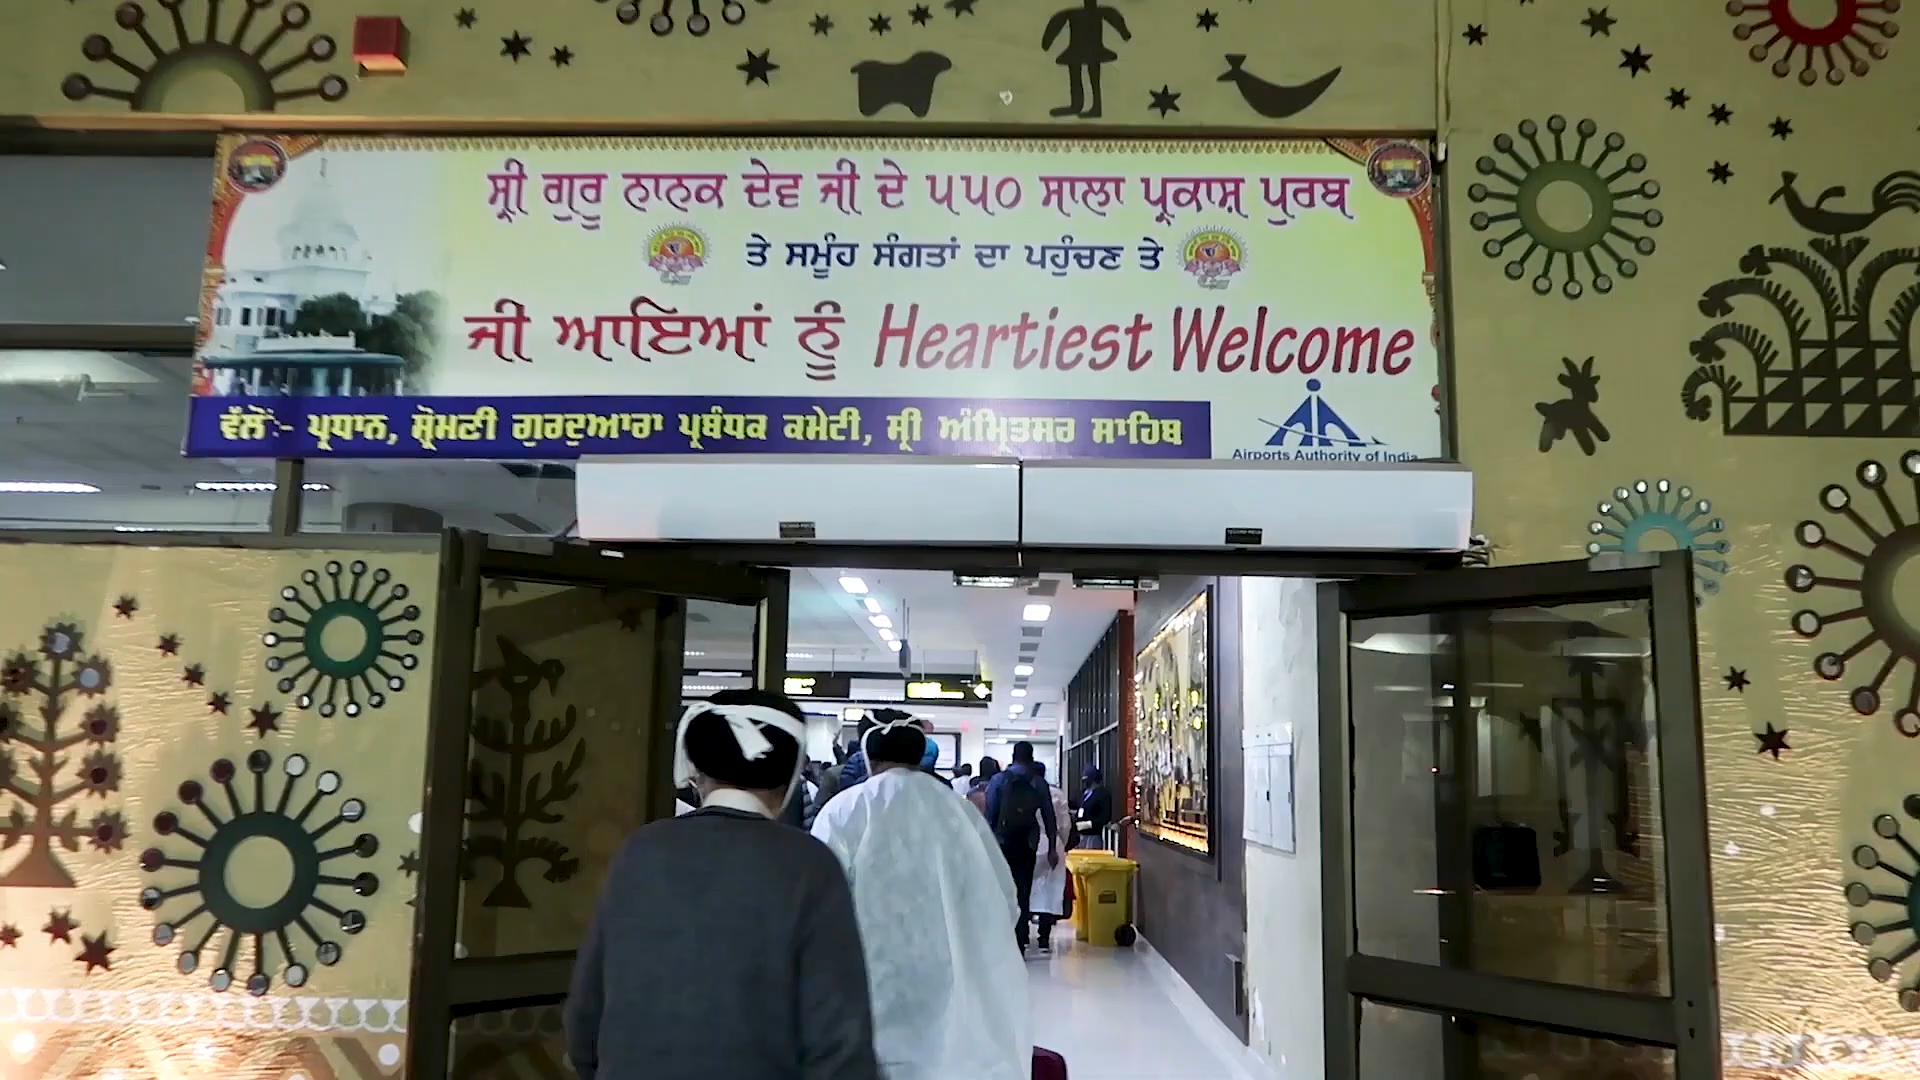 ਸ੍ਰੀ ਗੁਰੂ ਨਾਨਕ ਦੇਵ ਜੀ ਦੇ ੫੫੦ ਸਾਲਾ ਪ੍ਰਕਾਸ਼ ਪੁਰਬ
ਤੇ ਸਮੂੰਹ ਸੰਗਤਾਂ ਦਾ ਪਹੁੰਚਣ ਤੇ
ਜੀ ਆਇਆਂ ਨੂੰ Heartiest Welcome
ਵੱਲੋਂ:- ਪ੍ਰਧਾਨ, ਸ਼੍ਰੋਮਣੀ ਗੁਰਦੁਆਰਾ ਪ੍ਰਬੰਧਕ ਕਮੇਟੀ, ਸ੍ਰੀ ਅੰਮ੍ਰਿਤਸਰ ਸਾਹਿਬ
Airports Authority of India